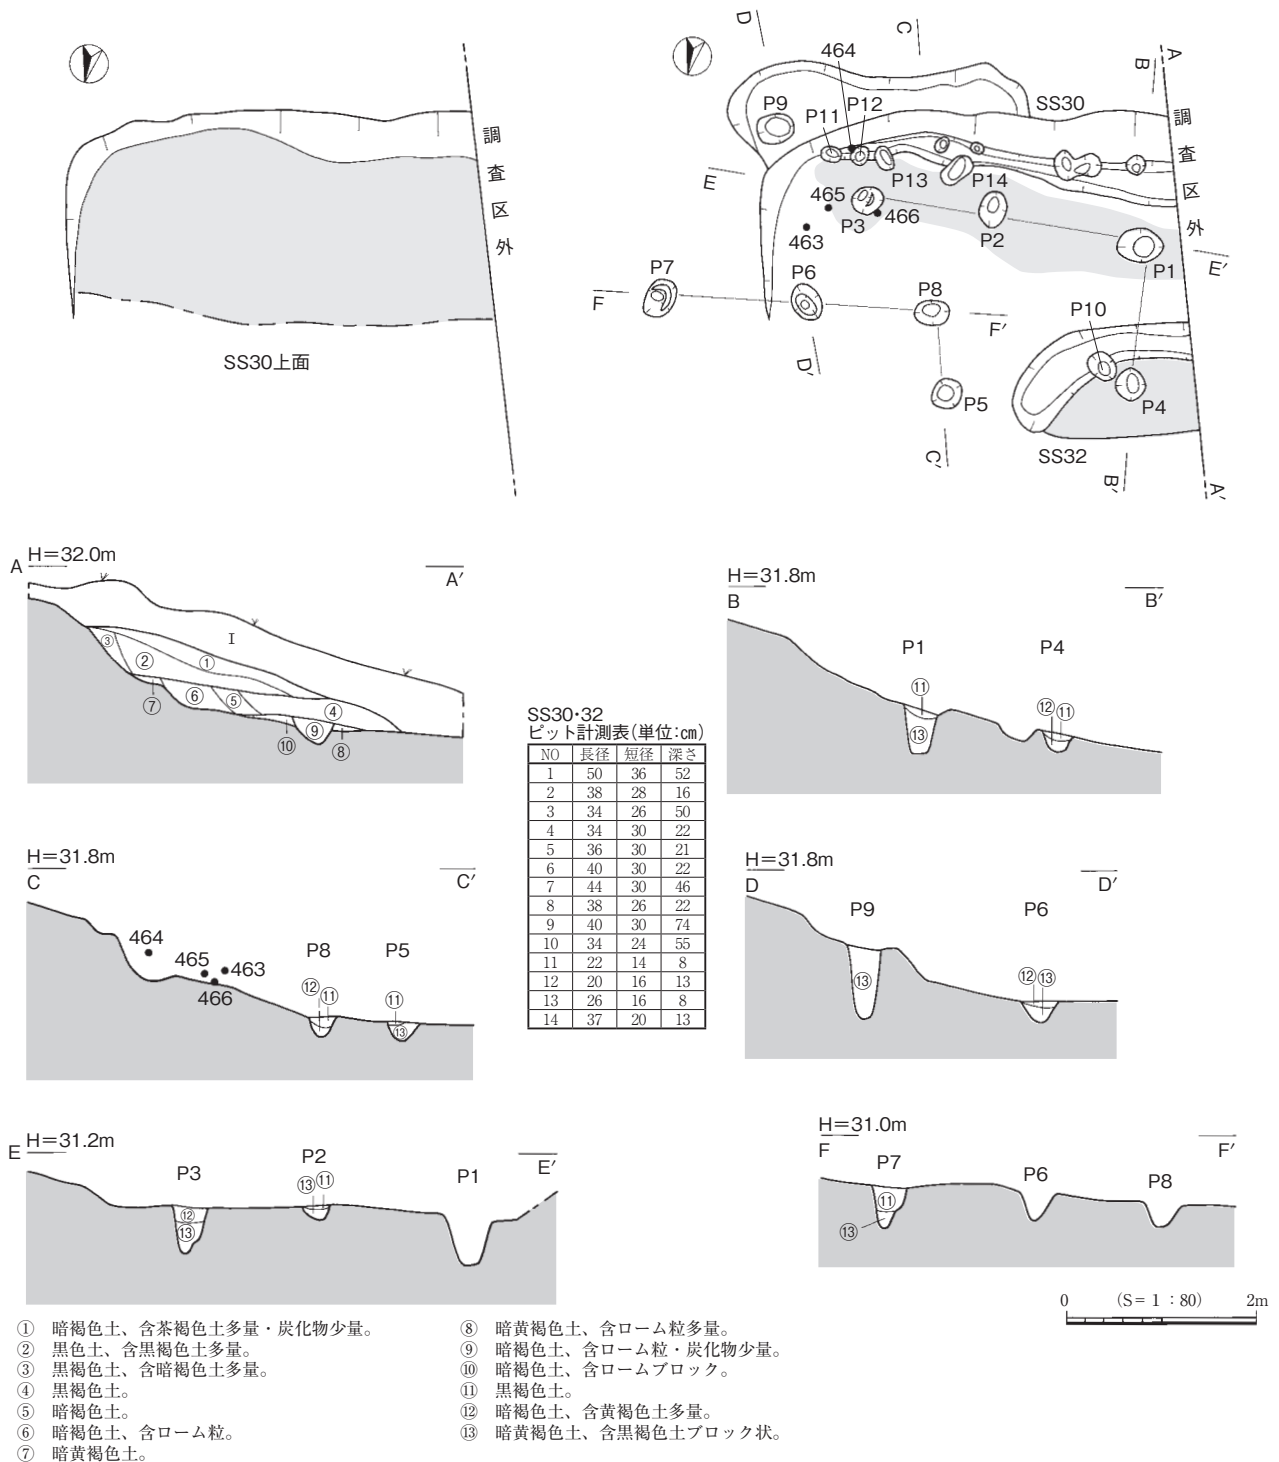 調査区外
SS30上面
D
C
464
A
B
P9
P11
P12
SS30
調査区外
E
P13
P14
465
P3
466
463
P2
P1
E′
P7
P6
P8
F
F′
P10
D′
P5
P4
SS32
C′
B′
A′
H=32.0m
A
A′
I
③
②
①
⑦
⑥
⑤
④
⑨
⑩
⑧
H=31.8m
B
B′
P1
P4
⑪
⑬
⑫⑪
SS30・32
ピット計測表(単位:cm)
NO 長径 短径 深さ
1 50 36 52
2 38 28 16
3 34 26 50
4 34 30 22
5 36 30 21
6 40 30 22
7 44 30 46
8 38 26 22
9 40 30 74
10 34 24 55
11 22 14 8
12 20 16 13
13 26 16 8
14 37 20 13
H=31.8m
C
C′
464
465
463
466
P8
P5
⑫⑪
⑪
⑬
H=31.8m
D
D′
P9
P6
⑬
⑫⑬
H=31.2m
E
E′
P3
P2
P1
⑫
⑬
⑬⑪
H=31.0m
F
F′
P7
P6
P8
⑪
⑬
0 (S=1:80) 2m
① 暗褐色土、含茶褐色土多量・炭化物少量。
② 黒色土、含黒褐色土多量。
③ 黒褐色土、含暗褐色土多量。
④ 黒褐色土。
⑤ 暗褐色土。
⑥ 暗褐色土、含ローム粒。
⑦ 暗黄褐色土。
⑧ 暗黄褐色土、含ローム粒多量。
⑨ 暗褐色土、含ローム粒・炭化物少量。
⑩ 暗褐色土、含ロームブロック。
⑪ 黒褐色土。
⑫ 暗褐色土、含黄褐色土多量。
⑬ 暗黄褐色土、含黒褐色土ブロック状。